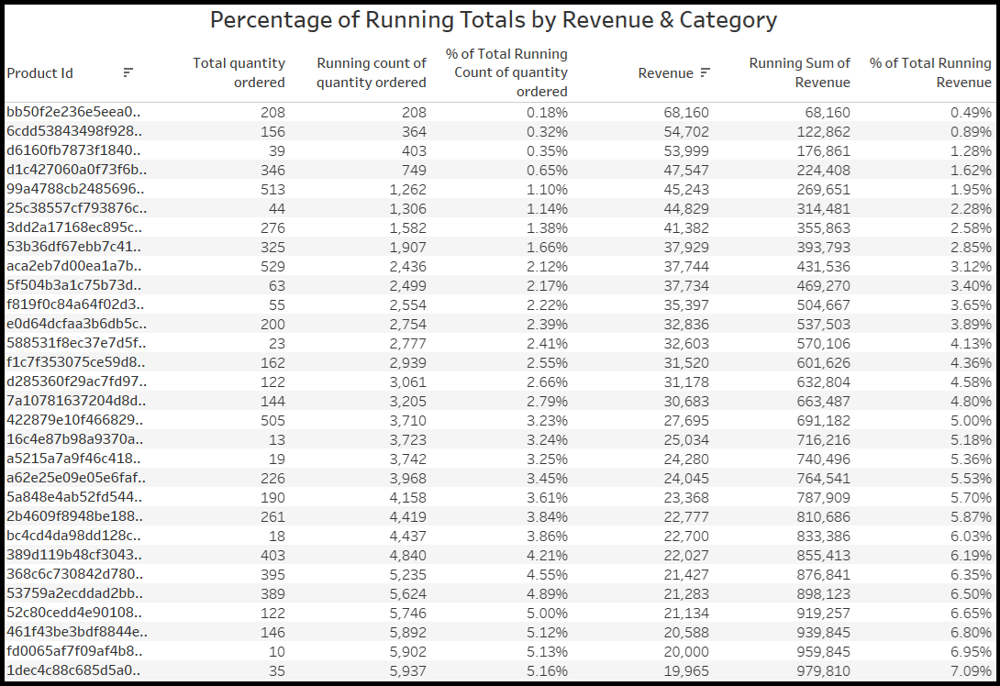 Percentage of Running Totals by Revenue & Category
Product Id Total quantity ordered Running count of quantity ordered % of Total Running Count of quantity ordered Revenue Running Sum of Revenue % of Total Running Revenue
bb50f2e236e5eea0.. 208 208 0.18% 68,160 68,160 0.49%
6cdd53843498f928.. 156 364 0.32% 54,702 122,862 0.89%
d6160fb7873f1840.. 39 403 0.35% 53,999 176,861 1.28%
d1c427060a0f73f6b.. 346 749 0.65% 47,547 224,408 1.62%
99a4788cb2485696.. 513 1,262 1.10% 45,243 269,651 1.95%
25c38557cf793876c.. 44 1,306 1.14% 44,829 314,481 2.28%
3dd2a17168ec895c.. 276 1,582 1.38% 41,382 355,863 2.58%
53b36df67ebb7c41.. 325 1,907 1.66% 37,929 393,793 2.85%
aca2eb7d00ea1a7b.. 529 2,436 2.12% 37,744 431,536 3.12%
5f504b3a1c75b73d.. 63 2,499 2.17% 37,734 469,270 3.40%
f819f0c84a64f02d3.. 55 2,554 2.22% 35,397 504,667 3.65%
e0d64dcfaa3b6db5c.. 200 2,754 2.39% 32,836 537,503 3.89%
588531f8ec37e7d5f.. 23 2,777 2.41% 32,603 570,106 4.13%
f1c7f353075ce59d8.. 162 2,939 2.55% 31,520 601,626 4.36%
d285360f29ac7fd97.. 122 3,061 2.66% 31,178 632,804 4.58%
7a10781637204d8d.. 144 3,205 2.79% 30,683 663,487 4.80%
422879e10f466829.. 505 3,710 3.23% 27,695 691,182 5.00%
16c4e87b98a9370a.. 13 3,723 3.24% 25,034 716,216 5.18%
a5215a7a9f46c418.. 19 3,742 3.25% 24,280 740,496 5.36%
a62e25e09e05e6faf.. 226 3,968 3.45% 24,045 764,541 5.53%
5a848e4ab52fd544.. 190 4,158 3.61% 23,368 787,909 5.70%
2b4609f8948be188.. 261 4,419 3.84% 22,777 810,686 5.87%
bc4cd4da98dd128c.. 18 4,437 3.86% 22,700 833,386 6.03%
389d119b48cf3043.. 403 4,840 4.21% 22,027 855,413 6.19%
368c6c730842d780.. 395 5,235 4.55% 21,427 876,841 6.35%
53759a2ecddad2bb.. 389 5,624 4.89% 21,283 898,123 6.50%
52c80cedd4e90108.. 122 5,746 5.00% 21,134 919,257 6.65%
461f43be3bdf8844e.. 146 5,892 5.12% 20,588 939,845 6.80%
fd0065af7f09af4b8.. 10 5,902 5.13% 20,000 959,845 6.95%
1dec4c88c685d5a0.. 35 5,937 5.16% 19,965 979,810 7.09%